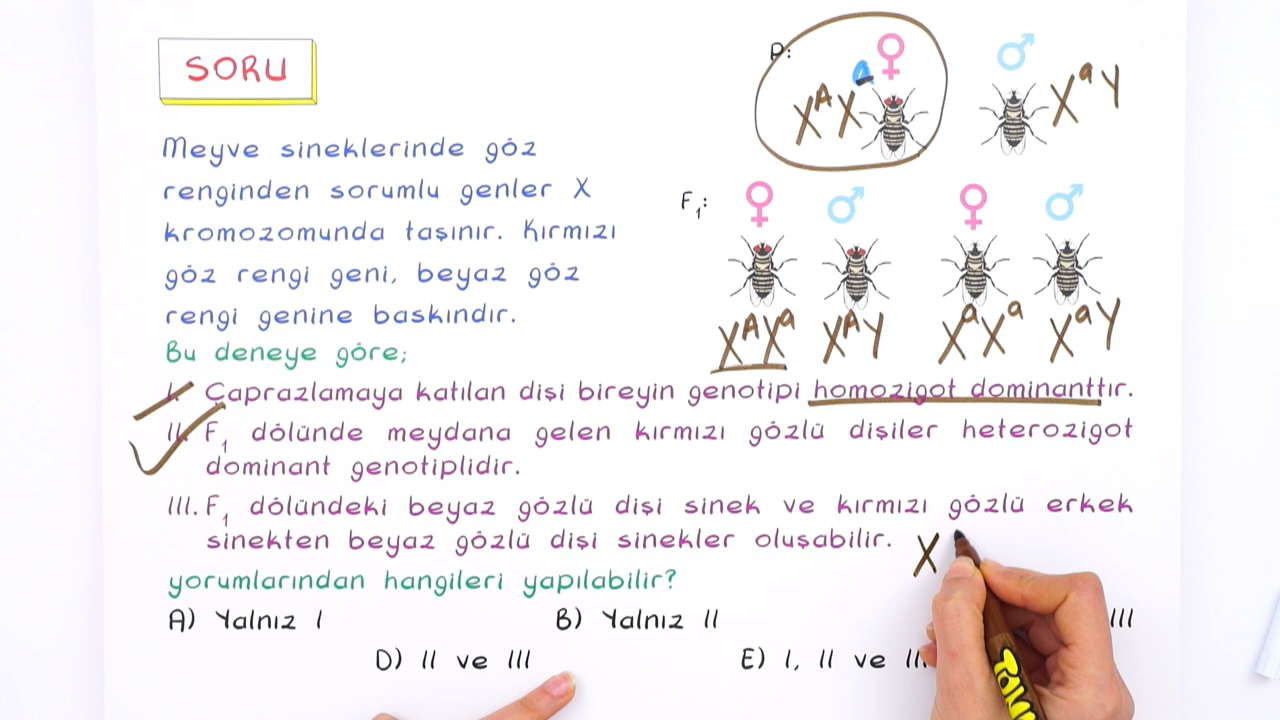 SORU
P:
X^A X^a
X^a Y
Meyve sineklerinde göz
renginden sorumlu genler X
kromozomunda taşınır. Kırmızı
göz rengi geni, beyaz göz
rengi genine baskındır.
F₁:
X^A X^a
X^A Y
X^a X^a
X^a Y
Bu deneye göre;
I. Çaprazlamaya katılan dişi bireyin genotipi homozigot dominanttır.
II. F₁ dölünde meydana gelen kırmızı gözlü dişiler heterozigot
dominant genotiplidir.
III. F₁ dölündeki beyaz gözlü dişi sinek ve kırmızı gözlü erkek
sinekten beyaz gözlü dişi sinekler oluşabilir. X
yorumlarından hangileri yapılabilir?
A) Yalnız I
B) Yalnız II
III
D) II ve III
E) I, II ve